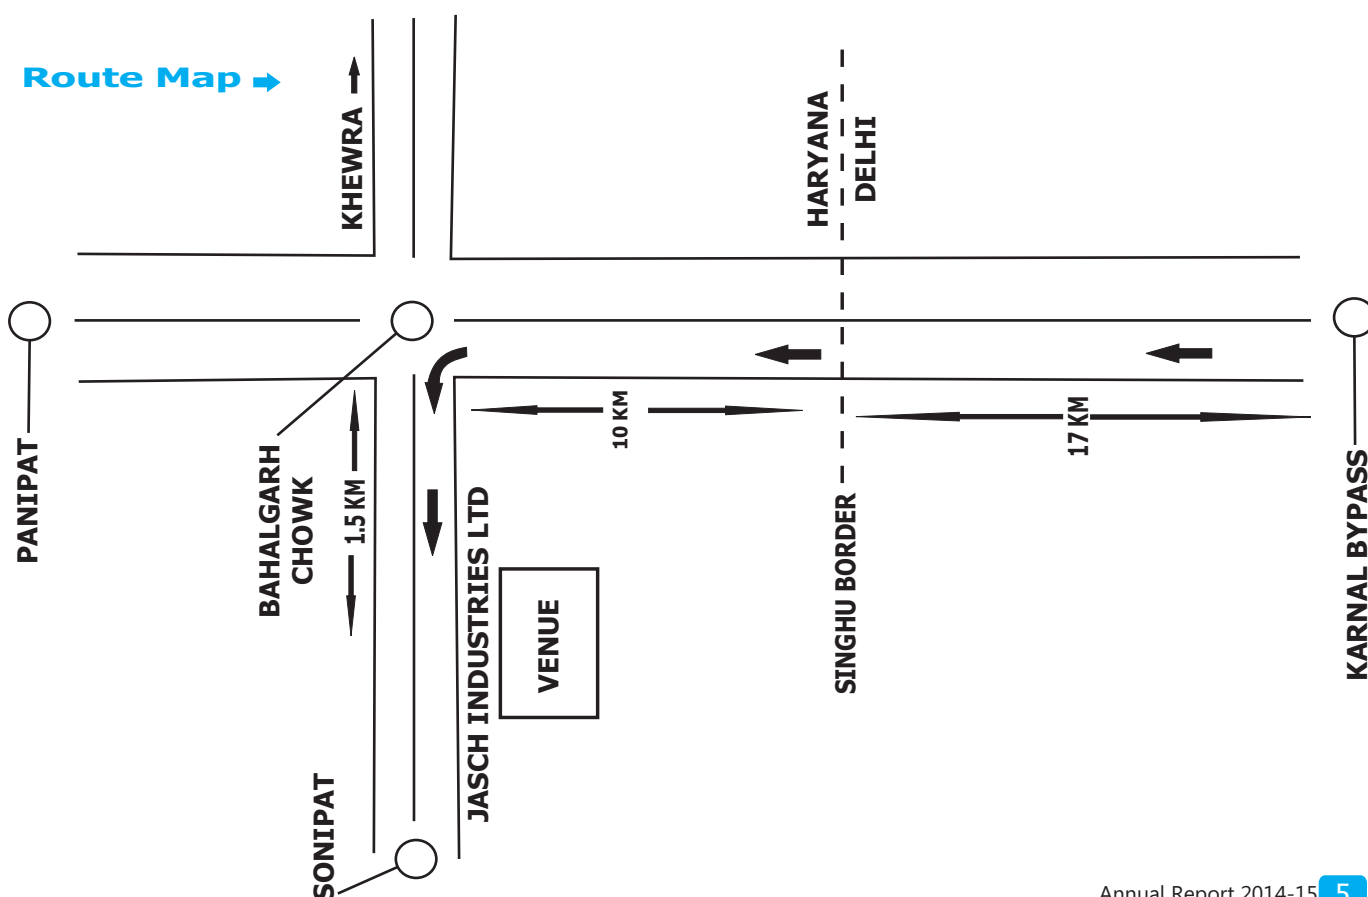 Route Map
KHEWRA
HARYANA
DELHI
PANIPAT
BAHALGARH
CHOWK
1.5 KM
10 KM
17 KM
JASCH INDUSTRIES LTD
VENUE
SINGHU BORDER
KARNAL BYPASS
SONIPAT
Annual Report 2014-15 5